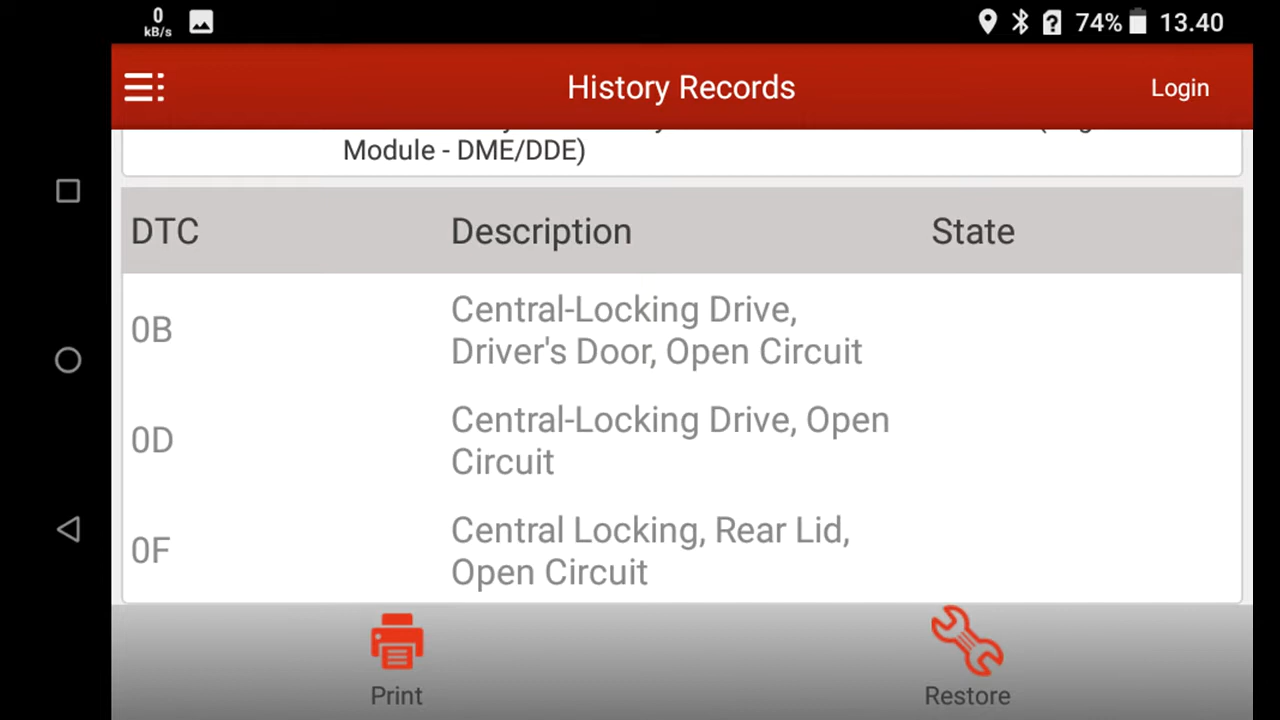 0
kB/s
74%
13.40
History Records
Login
Module - DME/DDE)
DTC
Description
State
0B
Central-Locking Drive,
Driver's Door, Open Circuit
0D
Central-Locking Drive, Open
Circuit
0F
Central Locking, Rear Lid,
Open Circuit
Print
Restore